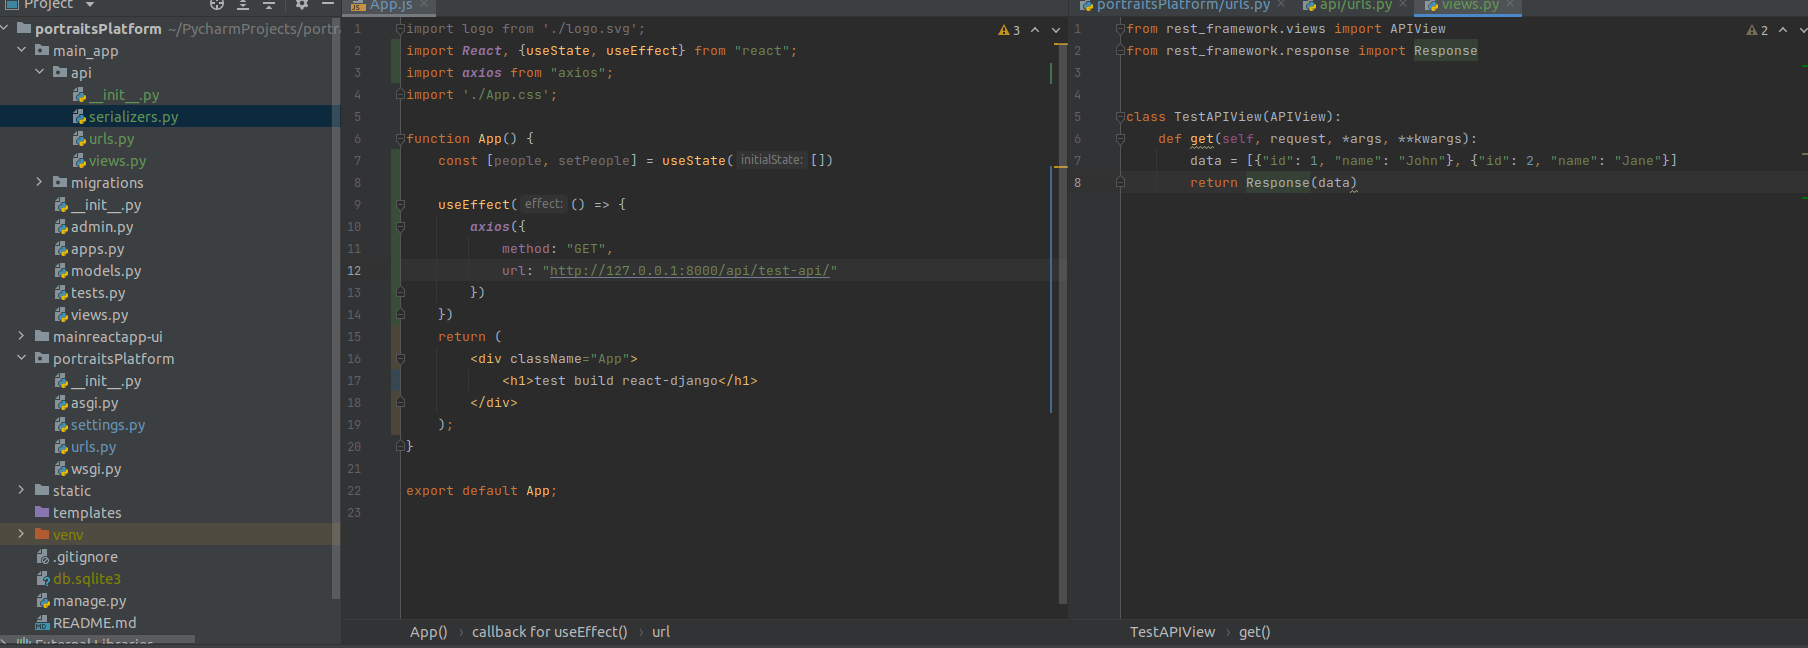 Project
portraitsPlatform ~/PycharmProjects/portr
main_app
api
__init__.py
serializers.py
urls.py
views.py
migrations
__init__.py
admin.py
apps.py
models.py
tests.py
views.py
mainreactapp-ui
portraitsPlatform
__init__.py
asgi.py
settings.py
urls.py
wsgi.py
static
templates
venv
.gitignore
db.sqlite3
manage.py
README.md
External Libraries
App.js
3
1 import logo from './logo.svg';
2 import React, {useState, useEffect} from "react";
3 import axios from "axios";
4 import './App.css';
5
6 function App() {
7 const [people, setPeople] = useState( initialState: [])
8
9 useEffect( effect: () => {
10 axios({
11 method: "GET",
12 url: "http://127.0.0.1:8000/api/test-api/"
13 })
14 })
15 return (
16 <div className="App">
17 <h1>test build react-django</h1>
18 </div>
19 );
20 }
21
22 export default App;
23
App() › callback for useEffect() › url
portraitsPlatform/urls.py
api/urls.py
views.py
2
1 from rest_framework.views import APIView
2 from rest_framework.response import Response
3
4
5 class TestAPIView(APIView):
6 def get(self, request, *args, **kwargs):
7 data = [{"id": 1, "name": "John"}, {"id": 2, "name": "Jane"}]
8 return Response(data)
TestAPIView › get()